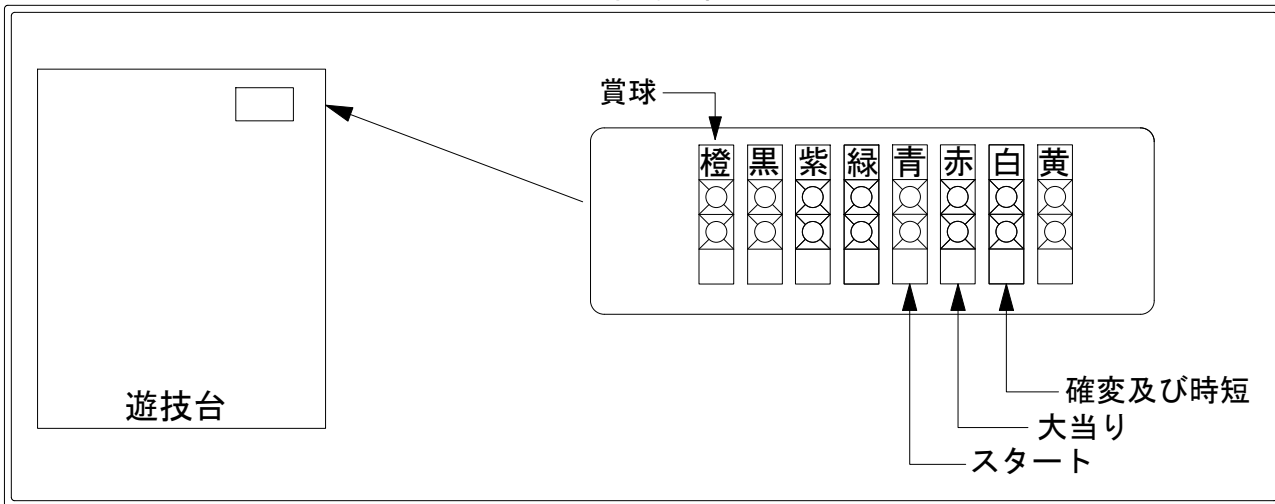 賞球
橙 黒 紫 緑 青 赤 白 黄
遊技台
確変及び時短
大当り
スタート